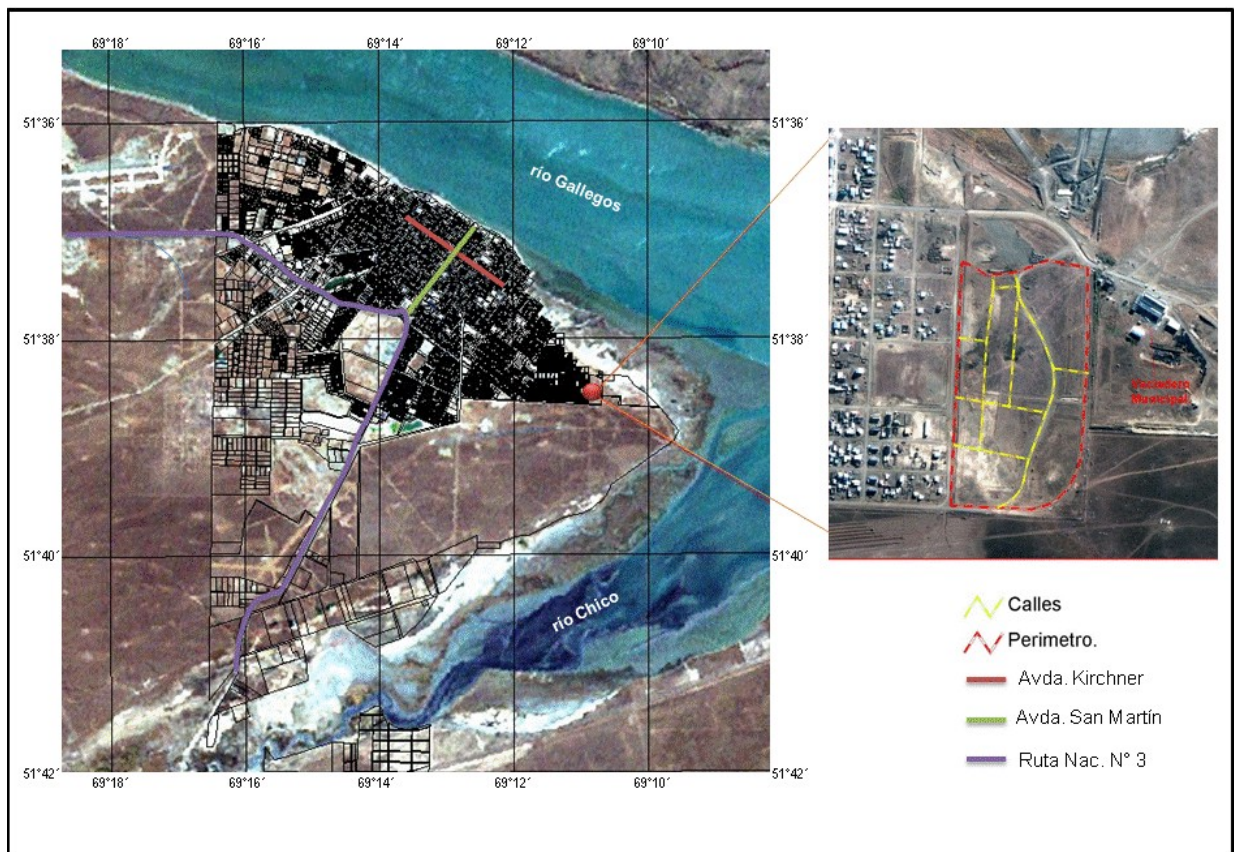 69°18´ 69°16´ 69°14´ 69°12´ 69°10´
51°36´ 51°36´
río Gallegos
51°38´ 51°38´
Vaciadero
Municipal
51°40´ 51°40´
río Chico
51°42´ 51°42´
69°18´ 69°16´ 69°14´ 69°12´ 69°10´
Calles
Perimetro.
Avda. Kirchner
Avda. San Martín
Ruta Nac. N° 3